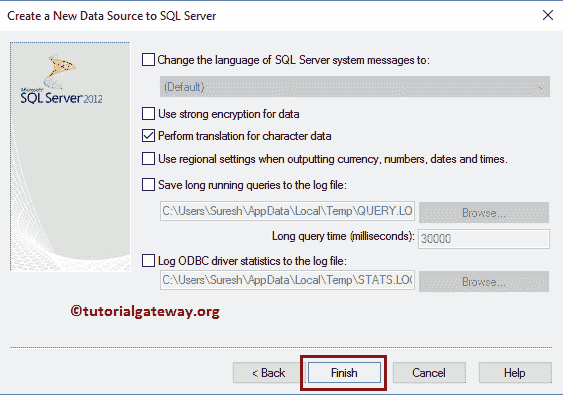 Create a New Data Source to SQL Server
Microsoft
SQL Server 2012
Change the language of SQL Server system messages to:
(Default)
Use strong encryption for data
Perform translation for character data
Use regional settings when outputting currency, numbers, dates and times.
Save long running queries to the log file:
C:\Users\Suresh\AppData\Local\Temp\QUERY.LO
Browse...
Long query time (milliseconds):
30000
Log ODBC driver statistics to the log file:
C:\Users\Suresh\AppData\Local\Temp\STATS.LOG
Browse...
©tutorialgateway.org
< Back
Finish
Cancel
Help